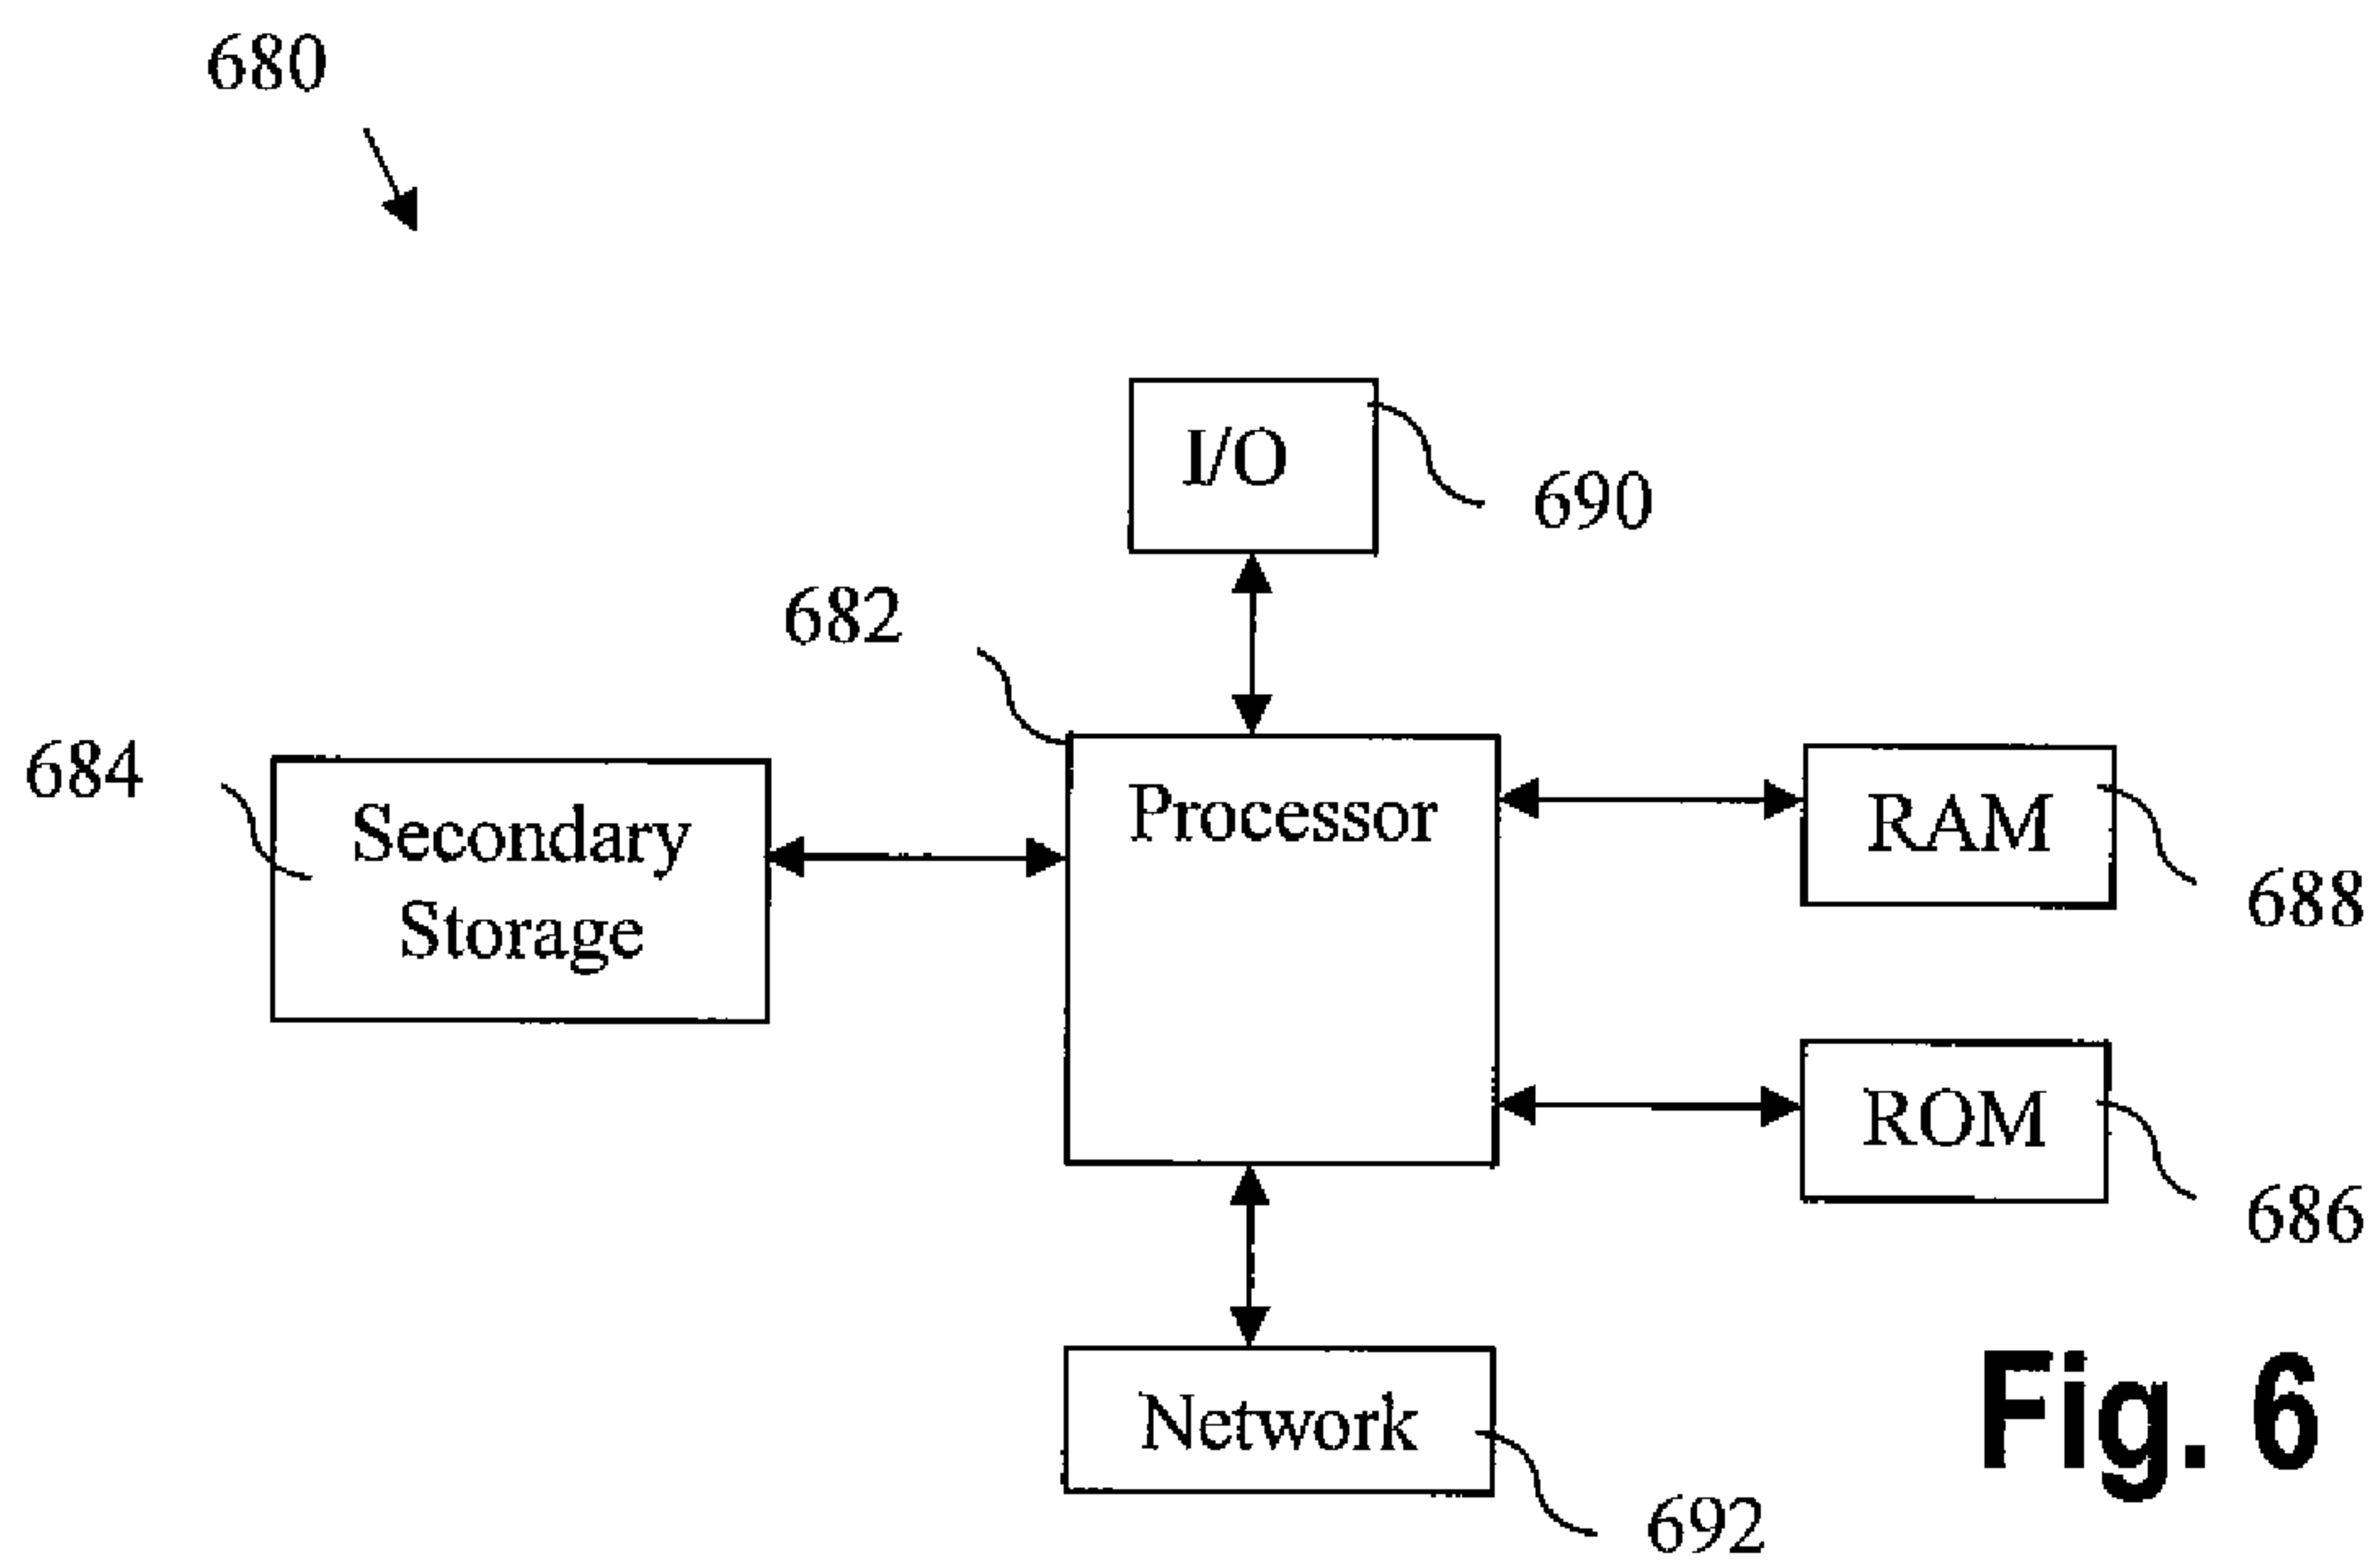 680
I/O
690
682
684
Secondary
Storage
Processor
RAM
688
ROM
686
Network
692
Fig. 6